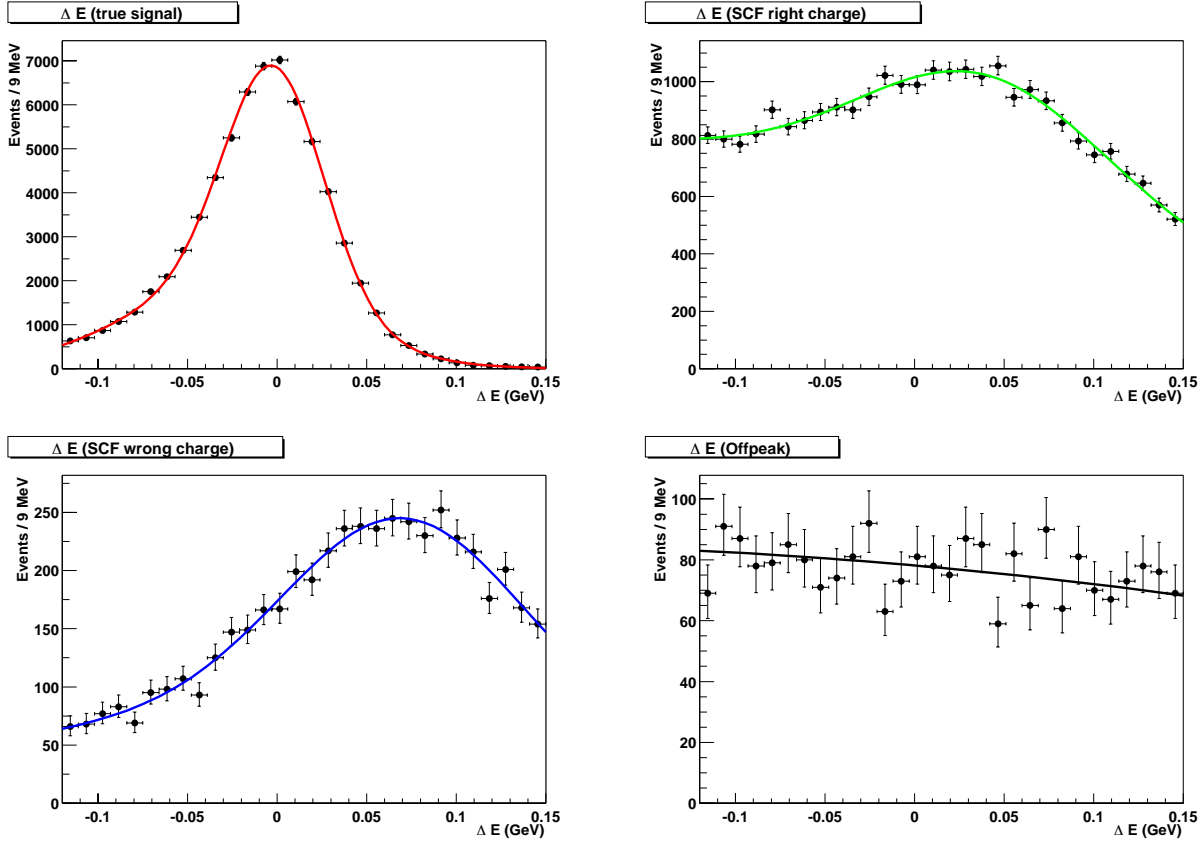 Δ E (true signal)
Events / 9 MeV
7000
6000
5000
4000
3000
2000
1000
0
-0.1 -0.05 0 0.05 0.1 0.15
Δ E (GeV)
Δ E (SCF right charge)
Events / 9 MeV
1000
800
600
400
200
0
-0.1 -0.05 0 0.05 0.1 0.15
Δ E (GeV)
Δ E (SCF wrong charge)
Events / 9 MeV
250
200
150
100
50
0
-0.1 -0.05 0 0.05 0.1 0.15
Δ E (GeV)
Δ E (Offpeak)
Events / 9 MeV
100
80
60
40
20
0
-0.1 -0.05 0 0.05 0.1 0.15
Δ E (GeV)